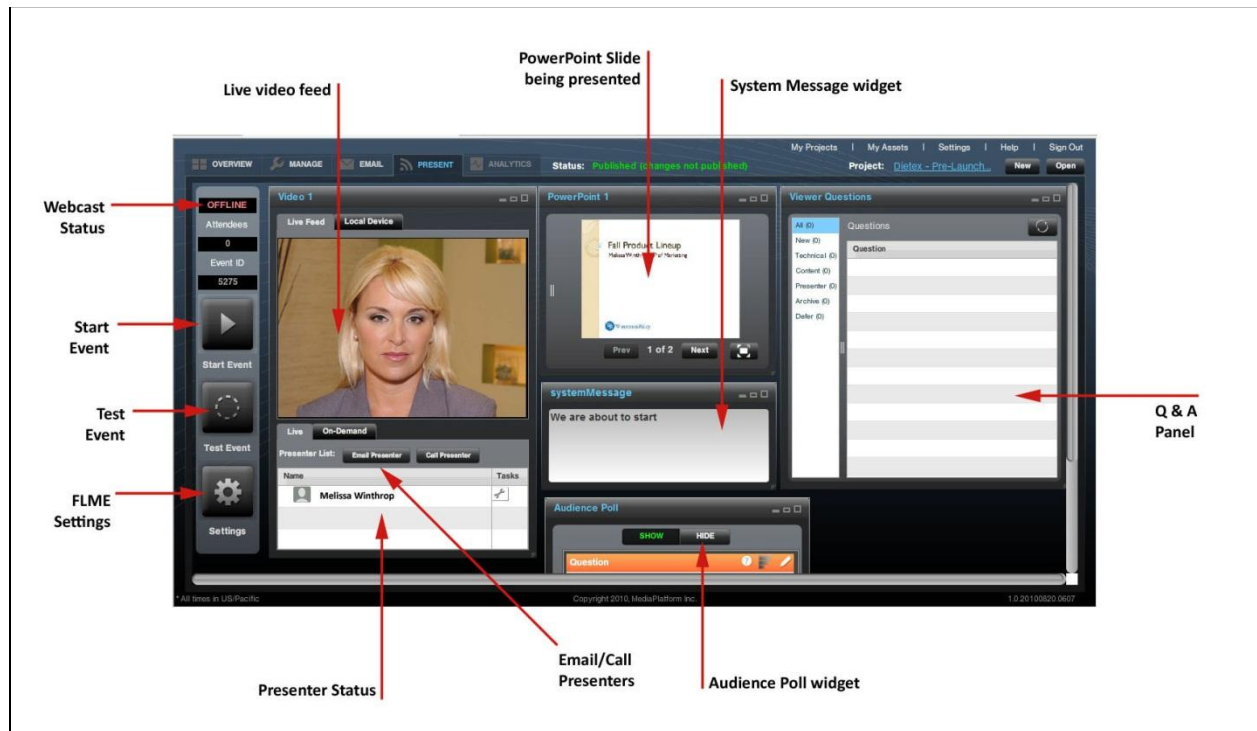 PowerPoint Slide
being presented
Live video feed
System Message widget
My Projects | My Assets | Settings | Help | Sign Out
OVERVIEW MANAGE EMAIL PRESENT ANALYTICS Status: Published (changes not published) Project: Dietex - Pre-Launch... New Open
Webcast
Status
OFFLINE
Attendees
0
Event ID
5275
Start
Event
Start Event
Test
Event
Test Event
FLME
Settings
Settings
Video 1
Live Feed Local Device
Live On-Demand
Presenter List: Email Presenter Call Presenter
Name Tasks
Melissa Winthrop
PowerPoint 1
Fall Product Lineup
Melissa Winthrop of Marketing
Prev 1 of 2 Next
systemMessage
We are about to start
Audience Poll
SHOW HIDE
Question
Viewer Questions
All (0)
New (0)
Technical (0)
Content (0)
Presenter (0)
Archive (0)
Defer (0)
Questions
Question
Q & A
Panel
* All times in US/Pacific Copyright 2010, MediaPlatform Inc. 1.0.20100820.0607
Presenter Status
Email/Call
Presenters
Audience Poll widget